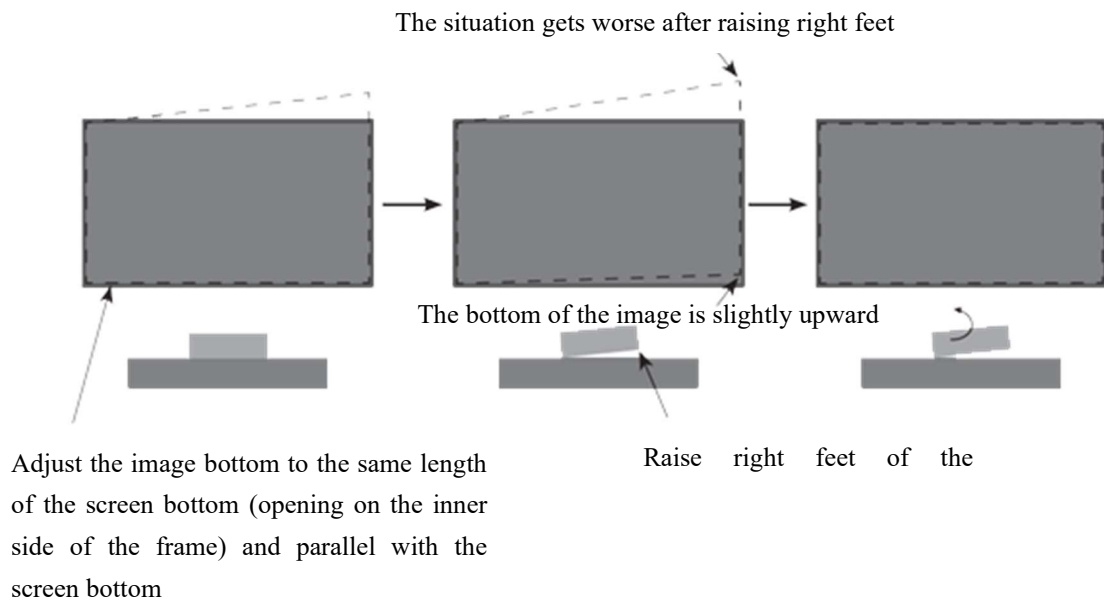 The situation gets worse after raising right feet
The bottom of the image is slightly upward
Raise right feet of the
Adjust the image bottom to the same length
of the screen bottom (opening on the inner
side of the frame) and parallel with the
screen bottom